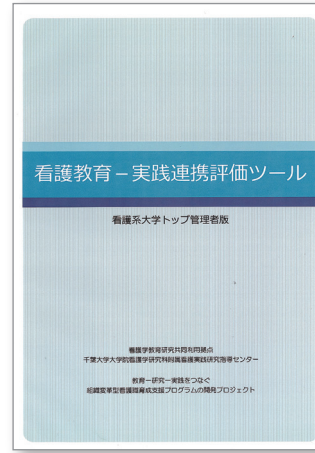 看護教育－実践連携評価ツール
看護系大学トップ管理者版
看護学教育研究共同利用拠点
千葉大学大学院看護学研究科附属看護実践研究指導センター
教育ー研究ー実践をつなぐ
組織変革型看護職育成支援プログラムの開発プロジェクト